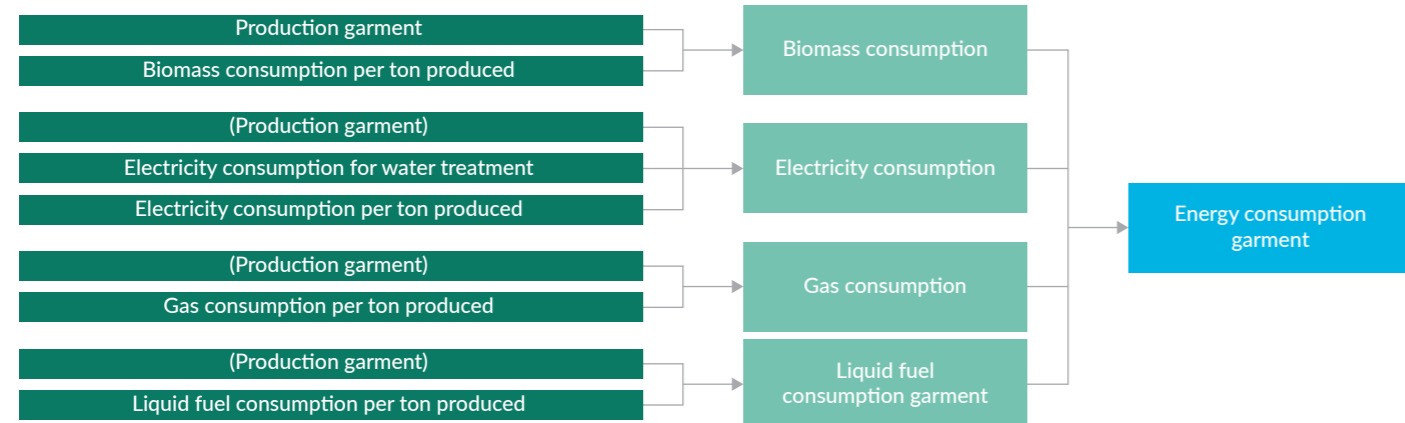 Production garment
Biomass consumption per ton produced
Biomass consumption
(Production garment)
Electricity consumption for water treatment
Electricity consumption per ton produced
Electricity consumption
(Production garment)
Gas consumption per ton produced
Gas consumption
(Production garment)
Liquid fuel consumption per ton produced
Liquid fuel
consumption garment
Energy consumption
garment